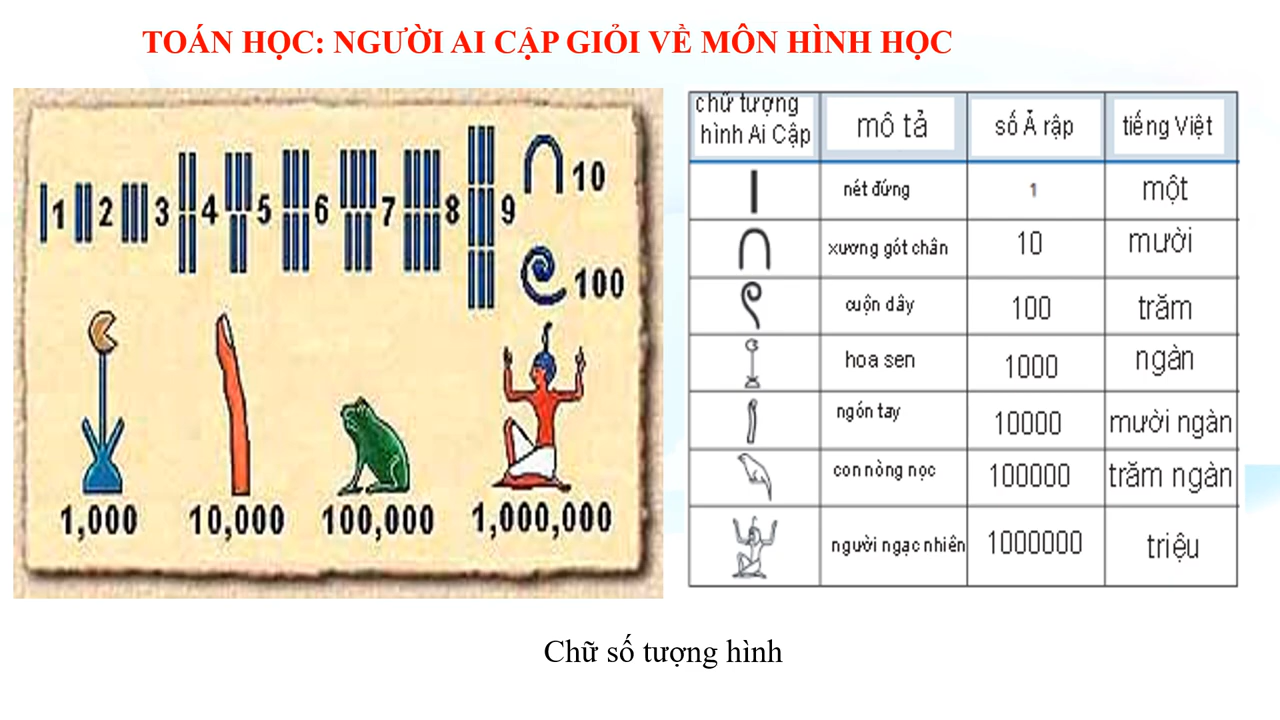 TOÁN HỌC: NGƯỜI AI CẬP GIỎI VỀ MÔN HÌNH HỌC
1 2 3 4 5 6 7 8 9 10
100
1,000 10,000 100,000 1,000,000
chữ tượng hình Ai Cập mô tả số Ả rập tiếng Việt
nét đứng 1 một
xương gót chân 10 mười
cuộn dây 100 trăm
hoa sen 1000 ngàn
ngón tay 10000 mười ngàn
con nòng nọc 100000 trăm ngàn
người ngạc nhiên 1000000 triệu
Chữ số tượng hình